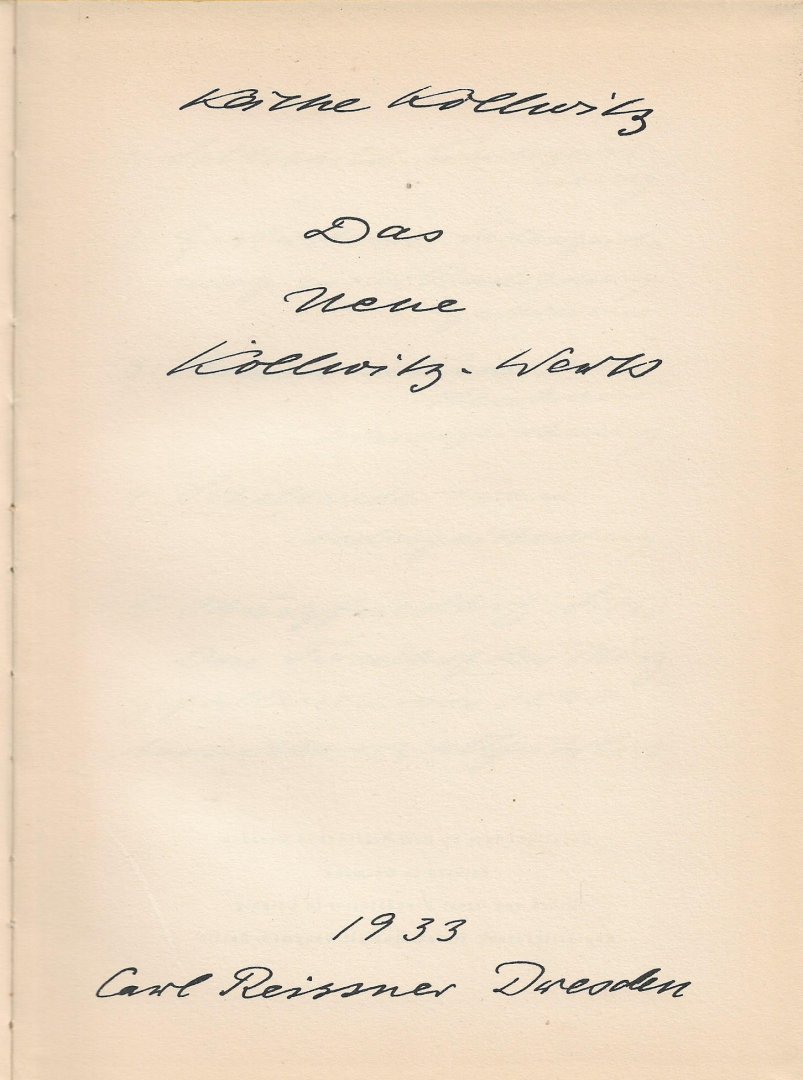 Käthe Kollwitz
Das
Neue
Kollwitz-Werk
1933
Carl Reissner Dresden